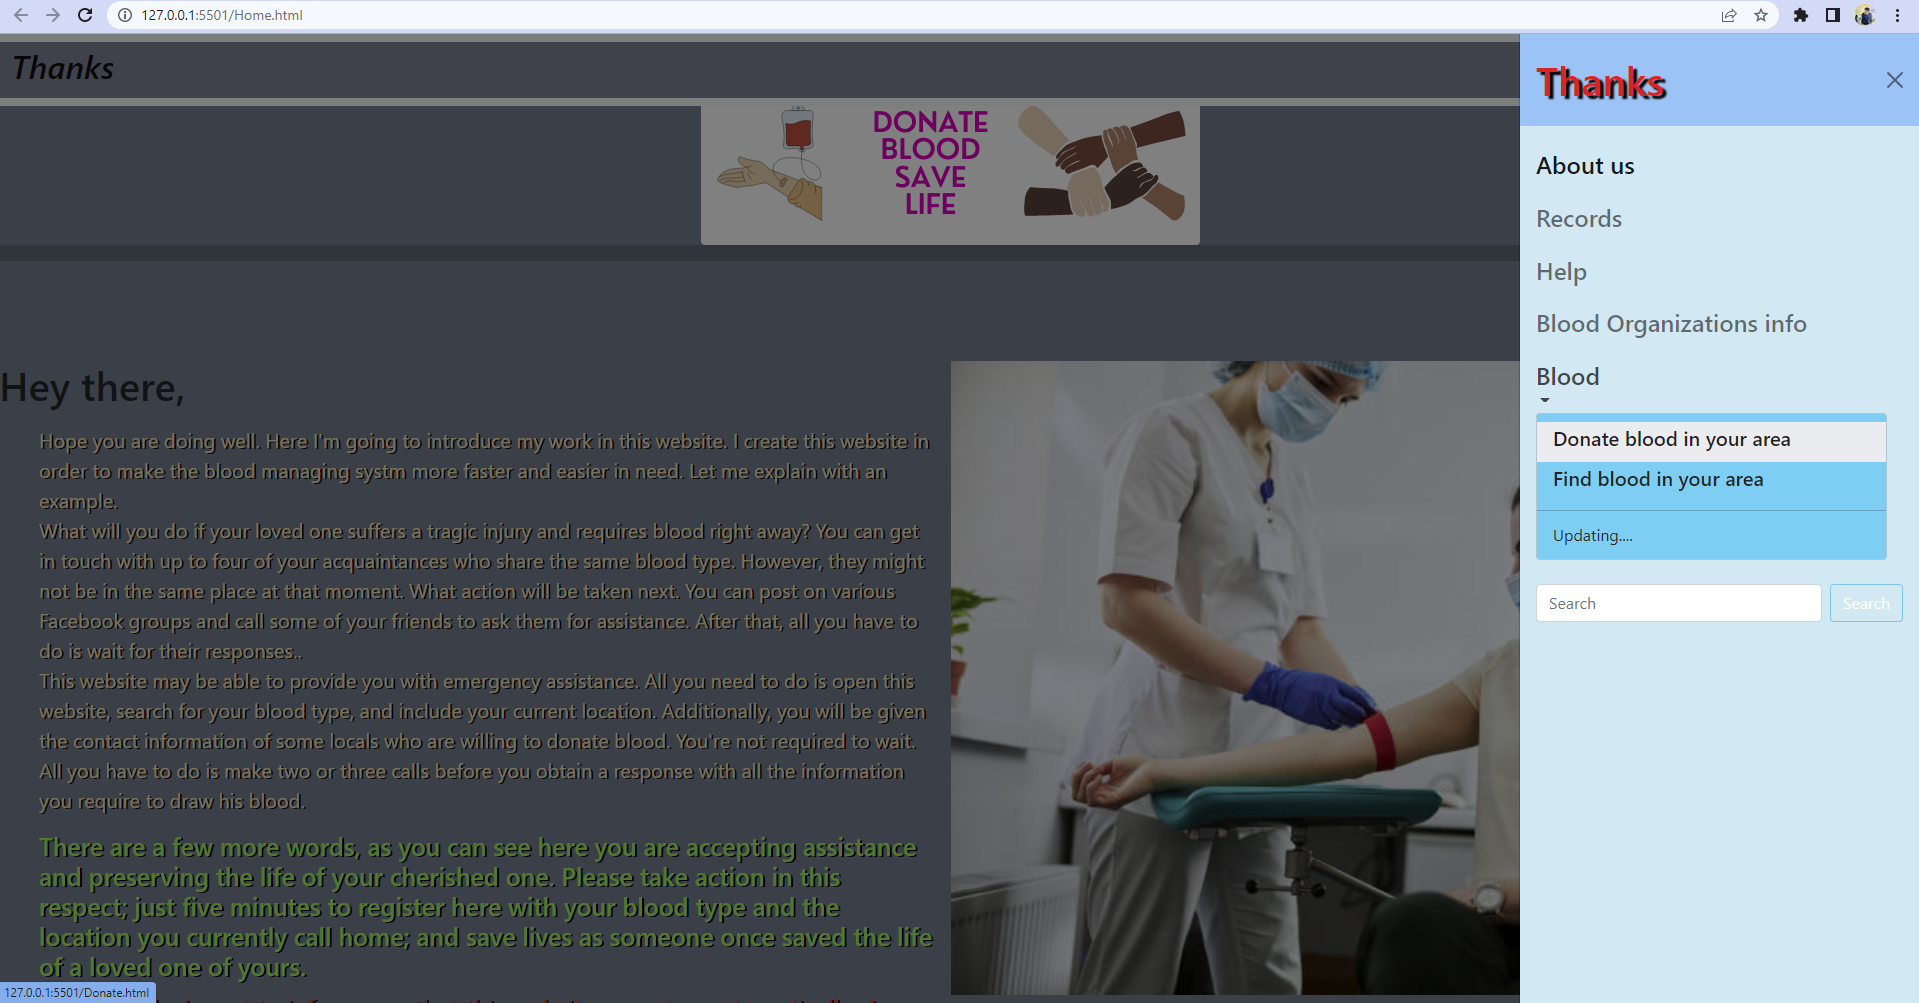 127.0.0.1:5501/Home.html
Thanks
DONATE
BLOOD
SAVE
LIFE
Hey there,
Hope you are doing well. Here I'm going to introduce my work in this website. I create this website in
order to make the blood managing systm more faster and easier in need. Let me explain with an
example.
What will you do if your loved one suffers a tragic injury and requires blood right away? You can get
in touch with up to four of your acquaintances who share the same blood type. However, they might
not be in the same place at that moment. What action will be taken next. You can post on various
Facebook groups and call some of your friends to ask them for assistance. After that, all you have to
do is wait for their responses..
This website may be able to provide you with emergency assistance. All you need to do is open this
website, search for your blood type, and include your current location. Additionally, you will be given
the contact information of some locals who are willing to donate blood. You're not required to wait.
All you have to do is make two or three calls before you obtain a response with all the information
you require to draw his blood.
There are a few more words, as you can see here you are accepting assistance
and preserving the life of your cherished one. Please take action in this
respect; just five minutes to register here with your blood type and the
location you currently call home; and save lives as someone once saved the life
of a loved one of yours.
127.0.0.1:5501/Donate.html
Thanks
About us
Records
Help
Blood Organizations info
Blood
Donate blood in your area
Find blood in your area
Updating....
Search
Search